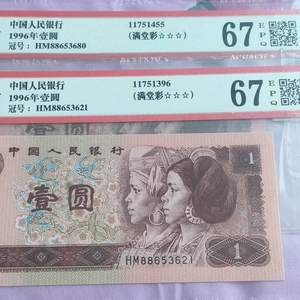 中国人民银行 11751455
1996年壹圆 (满堂彩☆☆☆)
冠号: HM88653680
67 EPQ
中国人民银行 11751396
1996年壹圆 (满堂彩☆☆☆)
冠号: HM88653621
67 EPQ
中国人民银行
1
壹圆
HM88653621
1